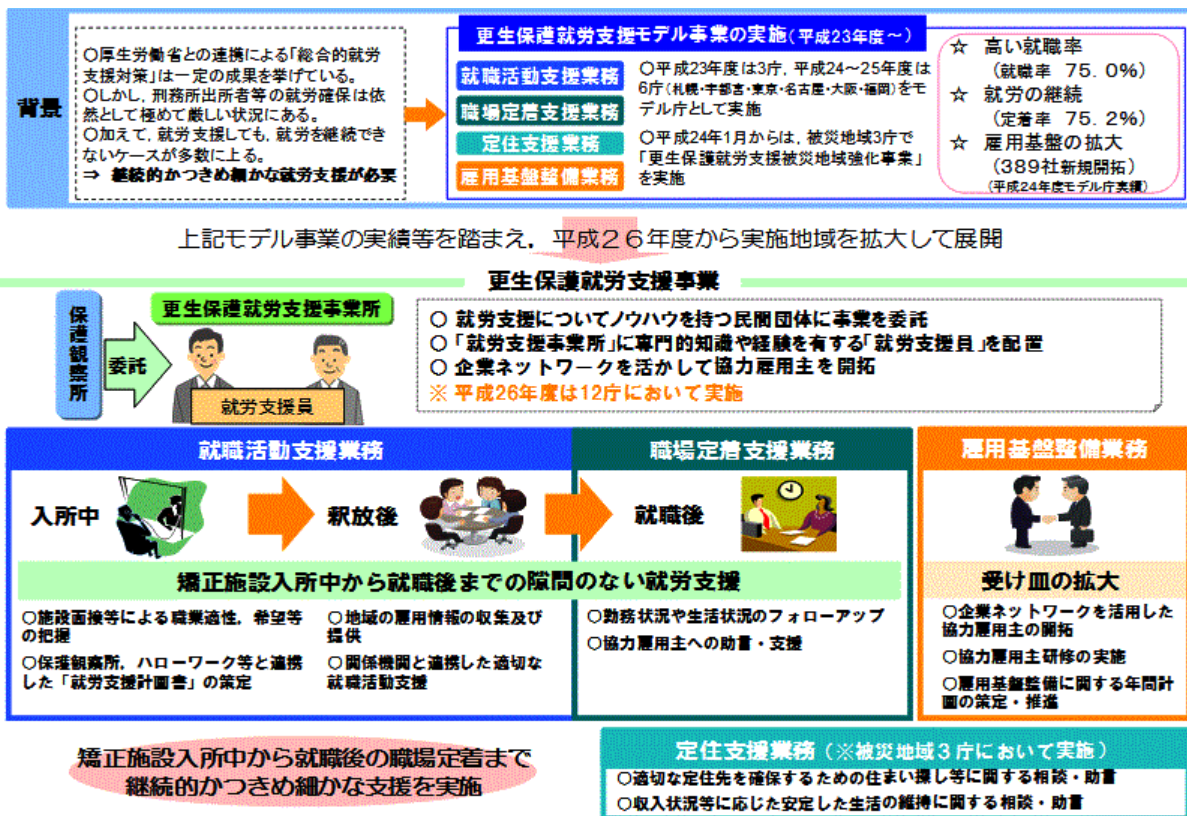 背景
○厚生労働省との連携による「総合的就労
支援対策」は一定の成果を挙げている。
○しかし，刑務所出所者等の就労確保は依
然として極めて厳しい状況にある。
○加えて，就労支援しても，就労を継続でき
ないケースが多数に上る。
⇒ 継続的かつきめ細かな就労支援が必要
更生保護就労支援モデル事業の実施（平成23年度～）
就職活動支援業務
職場定着支援業務
定住支援業務
雇用基盤整備業務
○平成23年度は3庁，平成24～25年度は
6庁（札幌・宇都宮・東京・名古屋・大阪・福岡）をモ
デル庁として実施
○平成24年1月からは，被災地域3庁で
「更生保護就労支援被災地域強化事業」
を実施
☆ 高い就職率
（就職率 75．0％）
☆ 就労の継続
（定着率 75．2％）
☆ 雇用基盤の拡大
（389社新規開拓）
（平成24年度モデル庁実績）
上記モデル事業の実績等を踏まえ，平成２６年度から実施地域を拡大して展開
更生保護就労支援事業
保護観察所
委託
更生保護就労支援事業所
就労支援員
○ 就労支援についてノウハウを持つ民間団体に事業を委託
○ 「就労支援事業所」に専門的知識や経験を有する「就労支援員」を配置
○ 企業ネットワークを活かして協力雇用主を開拓
※ 平成26年度は12庁において実施
就職活動支援業務
職場定着支援業務
雇用基盤整備業務
入所中
釈放後
就職後
矯正施設入所中から就職後までの隙間のない就労支援
受け皿の拡大
○施設面接等による職業適性，希望等
の把握
○保護観察所，ハローワーク等と連携
した「就労支援計画書」の策定
○地域の雇用情報の収集及び
提供
○関係機関と連携した適切な
就職活動支援
○勤務状況や生活状況のフォローアップ
○協力雇用主への助言・支援
○企業ネットワークを活用した
協力雇用主の開拓
○協力雇用主研修の実施
○雇用基盤整備に関する年間計
画の策定・推進
矯正施設入所中から就職後の職場定着まで
継続的かつきめ細かな支援を実施
定住支援業務（※被災地域３庁において実施）
○適切な定住先を確保するための住まい探し等に関する相談・助言
○収入状況等に応じた安定した生活の維持に関する相談・助言